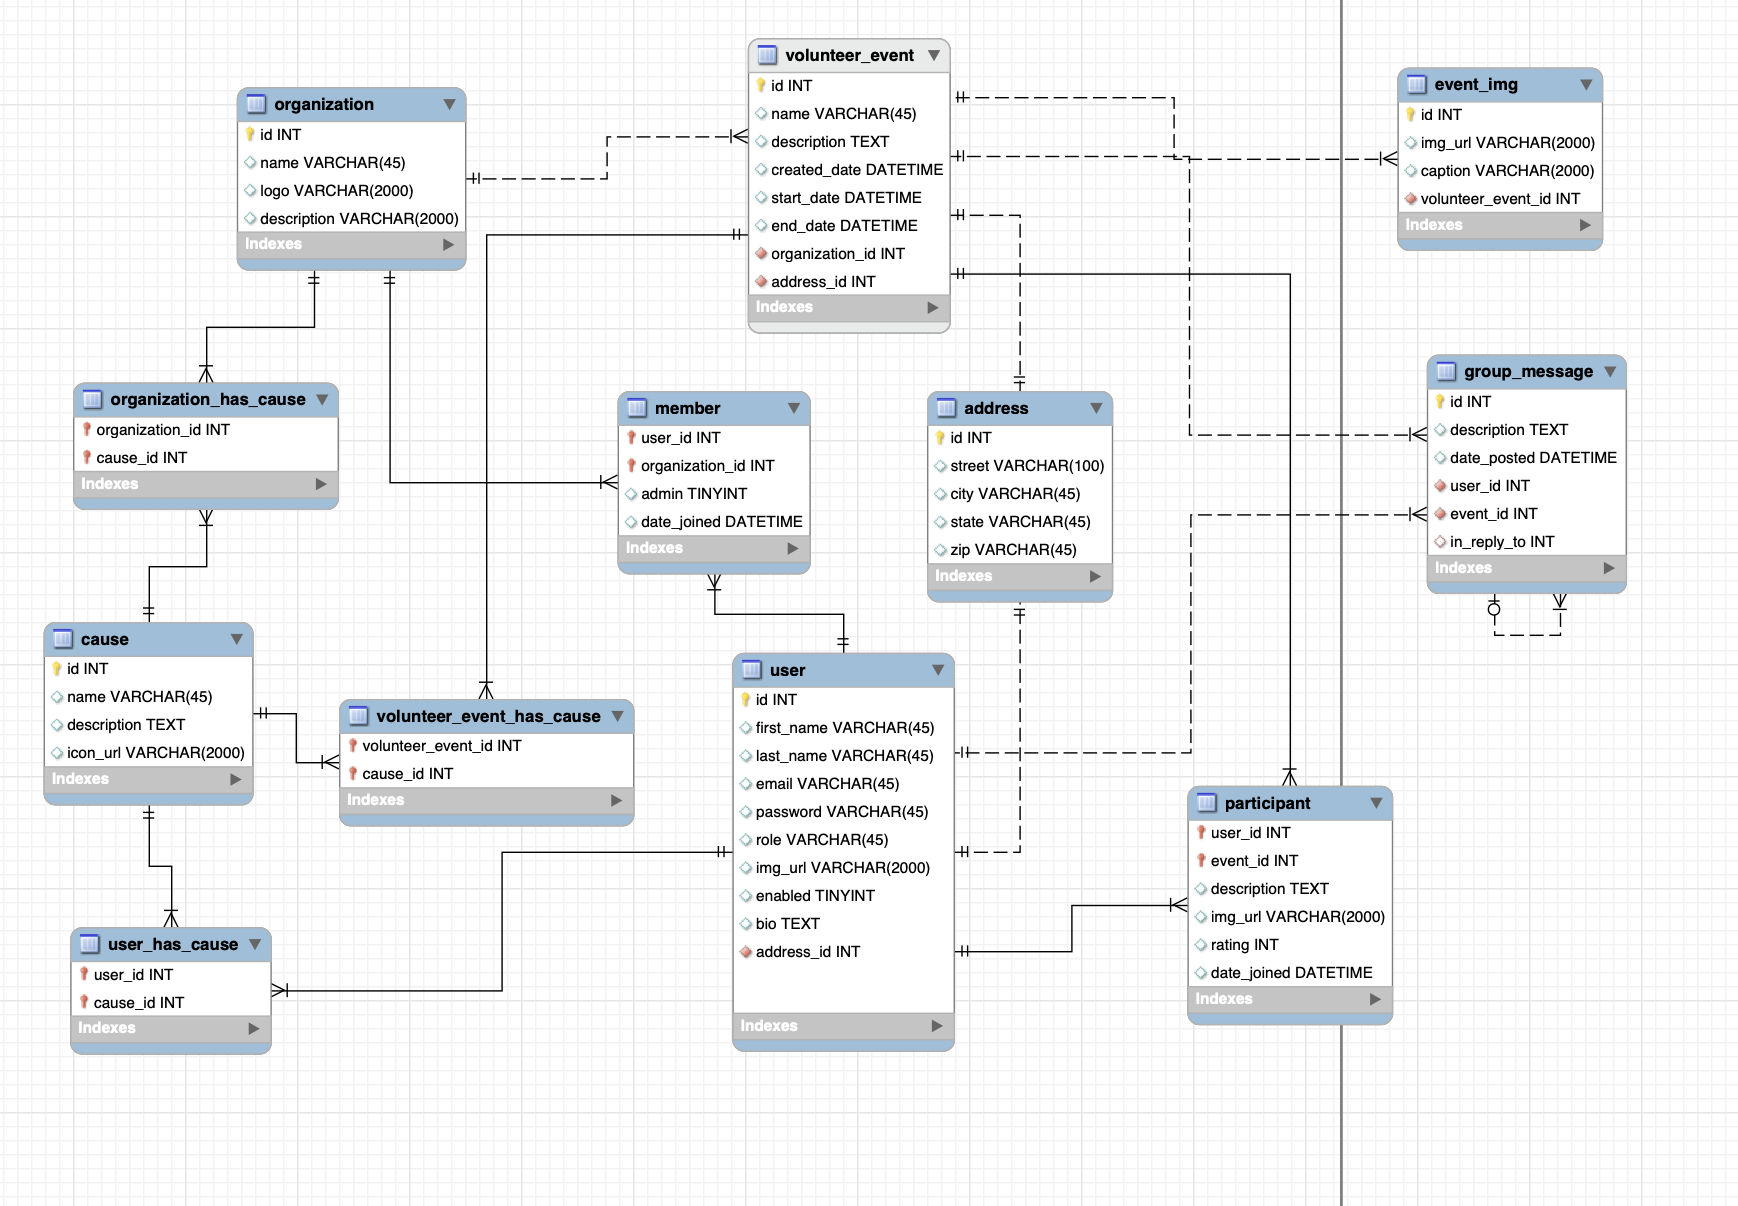 volunteer_event
id INT
name VARCHAR(45)
description TEXT
created_date DATETIME
start_date DATETIME
end_date DATETIME
organization_id INT
address_id INT
Indexes
event_img
id INT
img_url VARCHAR(2000)
caption VARCHAR(2000)
volunteer_event_id INT
Indexes
organization
id INT
name VARCHAR(45)
logo VARCHAR(2000)
description VARCHAR(2000)
Indexes
group_message
id INT
description TEXT
date_posted DATETIME
user_id INT
event_id INT
in_reply_to INT
Indexes
organization_has_cause
organization_id INT
cause_id INT
Indexes
member
user_id INT
organization_id INT
admin TINYINT
date_joined DATETIME
Indexes
address
id INT
street VARCHAR(100)
city VARCHAR(45)
state VARCHAR(45)
zip VARCHAR(45)
Indexes
cause
id INT
name VARCHAR(45)
description TEXT
icon_url VARCHAR(2000)
Indexes
volunteer_event_has_cause
volunteer_event_id INT
cause_id INT
Indexes
user
id INT
first_name VARCHAR(45)
last_name VARCHAR(45)
email VARCHAR(45)
password VARCHAR(45)
role VARCHAR(45)
img_url VARCHAR(2000)
enabled TINYINT
bio TEXT
address_id INT
Indexes
participant
user_id INT
event_id INT
description TEXT
img_url VARCHAR(2000)
rating INT
date_joined DATETIME
Indexes
user_has_cause
user_id INT
cause_id INT
Indexes